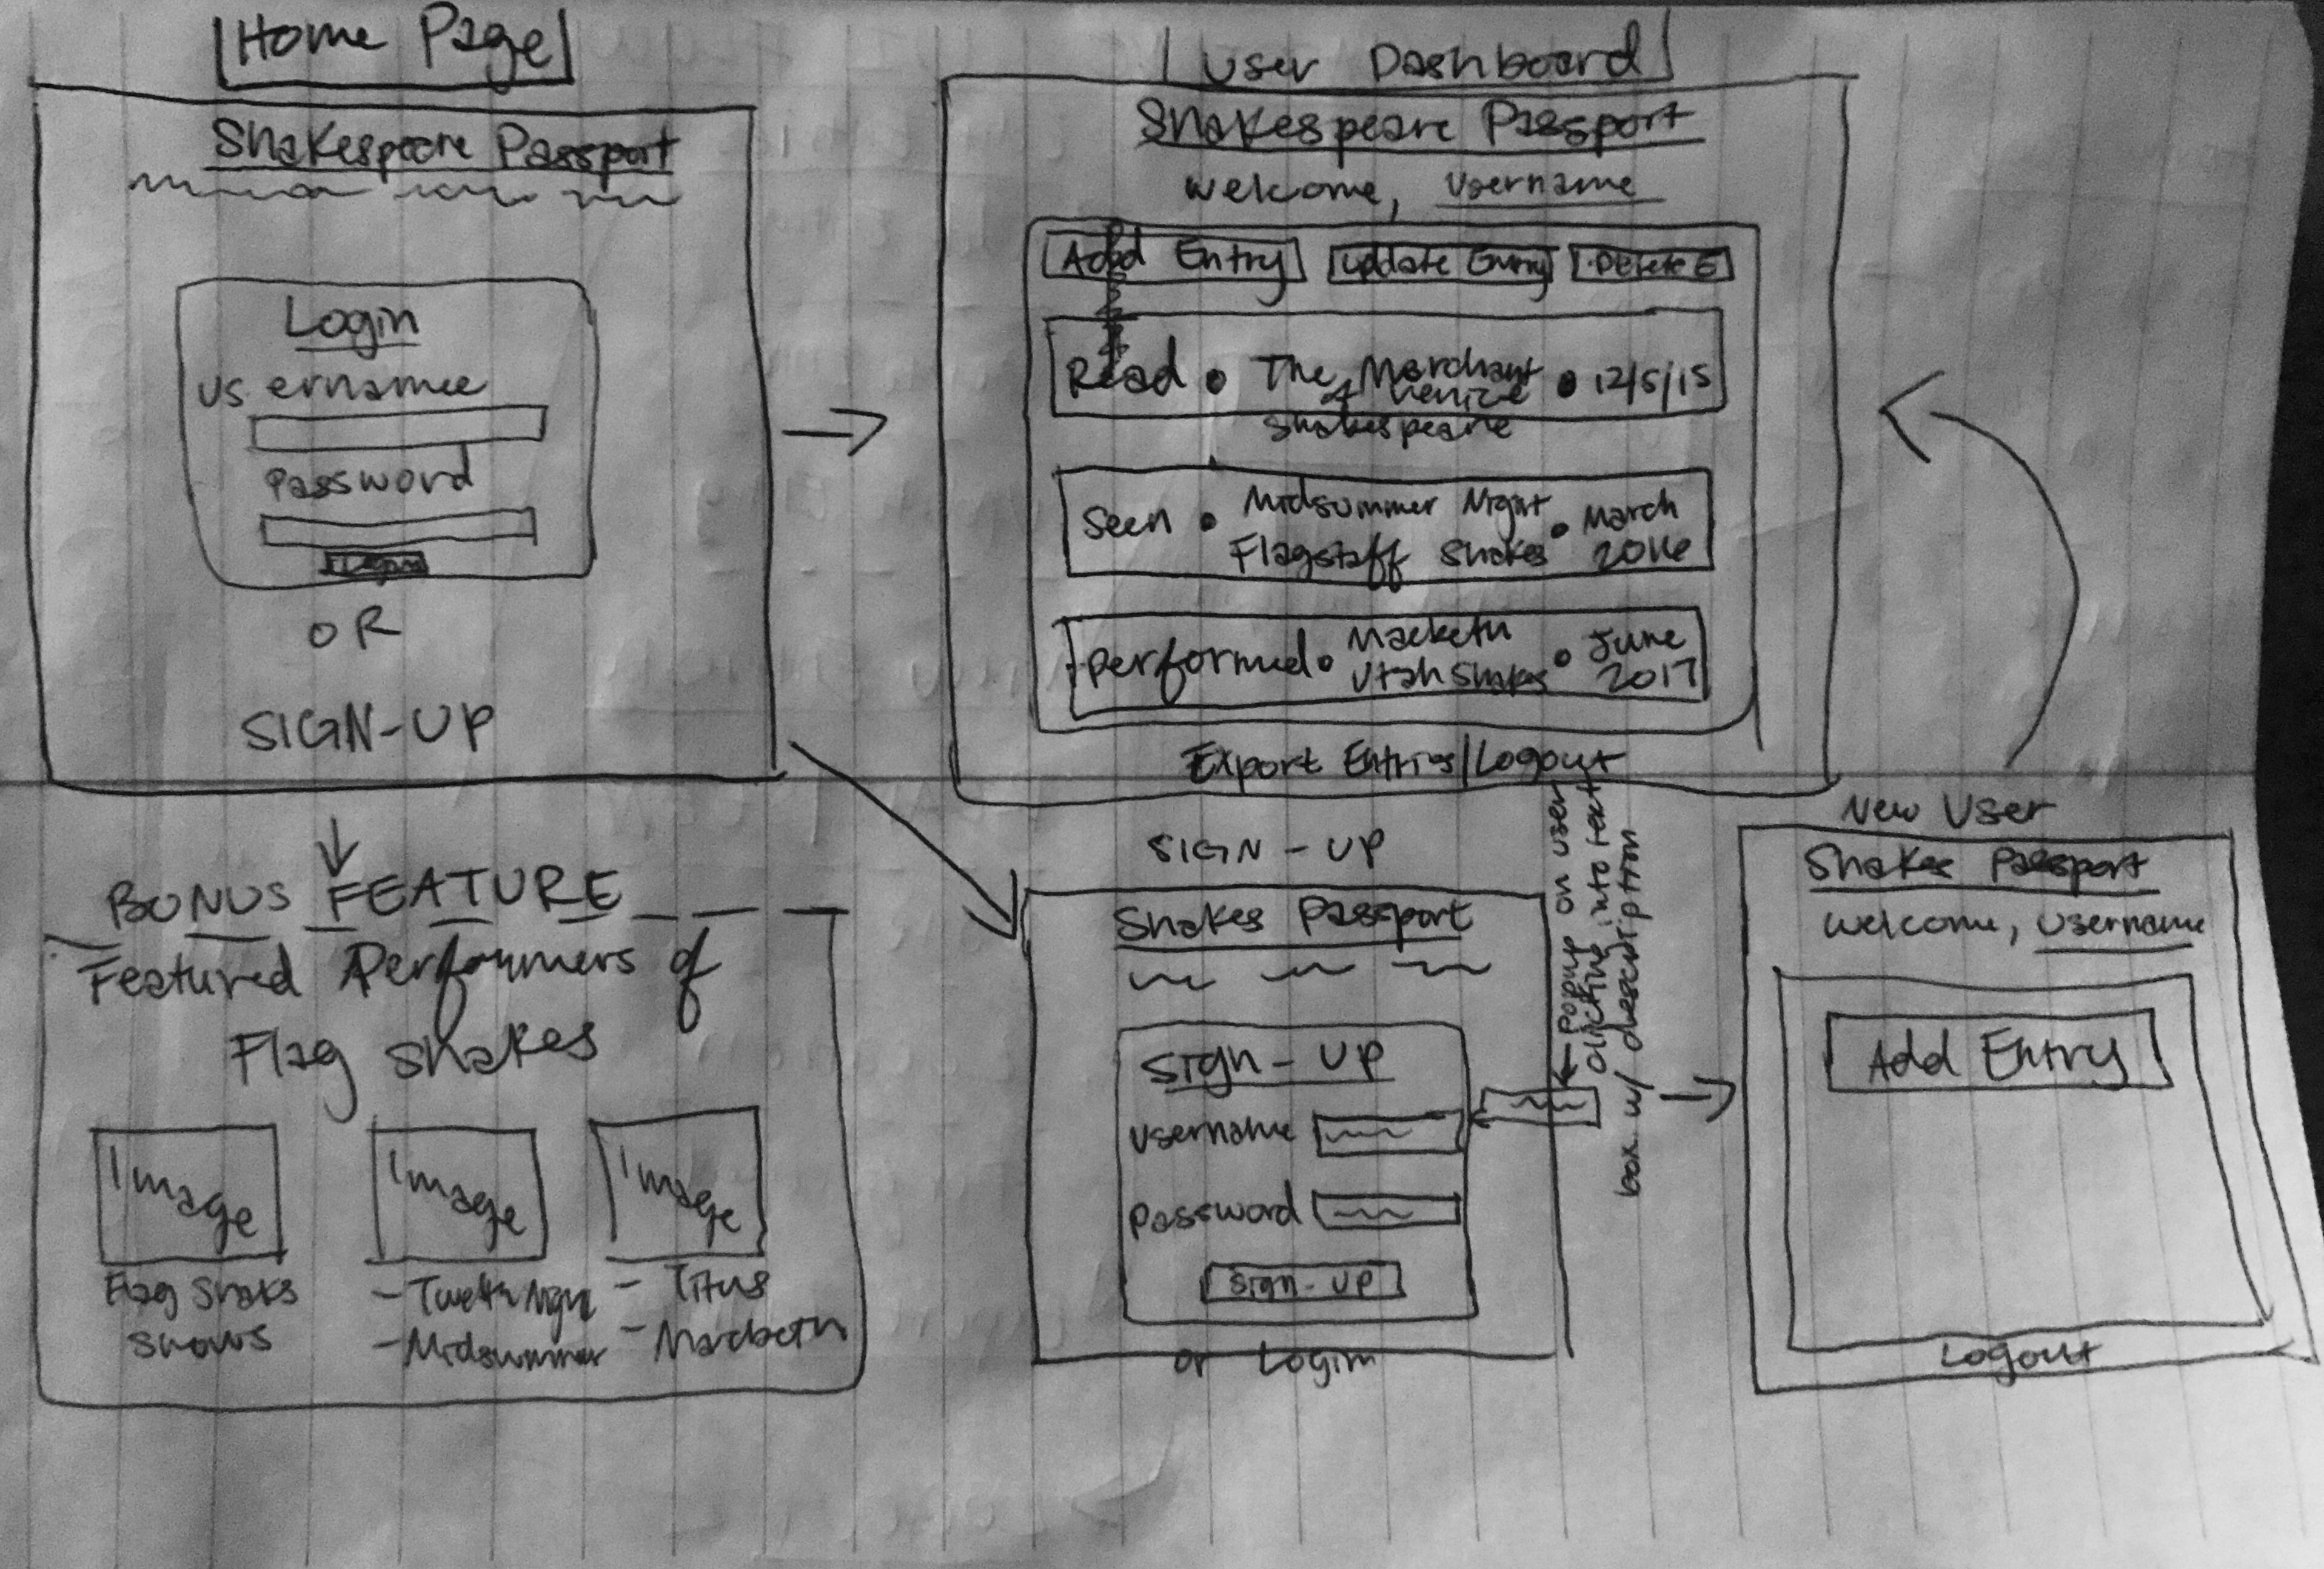 Home Page
Shakespeare Passport
Login
us ernamee
Password
Login
OR
SIGN-UP
User Dashboard
Shakespeare Passport
Welcome, Username
Add Entry Update Entry Delete E
Read • The Merchant • 12/5/15
of Venice
Shakespeare
Seen • Midsummer Night • March
Flagstaff Shakes 2016
Performed • Macbeth • June
Utah Shakes 2017
Export Entries/Logout
BONUS FEATURE
Featured Performers of
Flag Shakes
Image Image Image
Flag Shaks - Twelth Night - Titus
Shows - Midsummer - Macbeth
SIGN-UP
Shakes Passport
Sign-Up
Username
Password
Sign-up
or Login
← Popup on user
clicking into text
box w/ description
New User
Shakes Passport
Welcome, Username
Add Entry
Logout